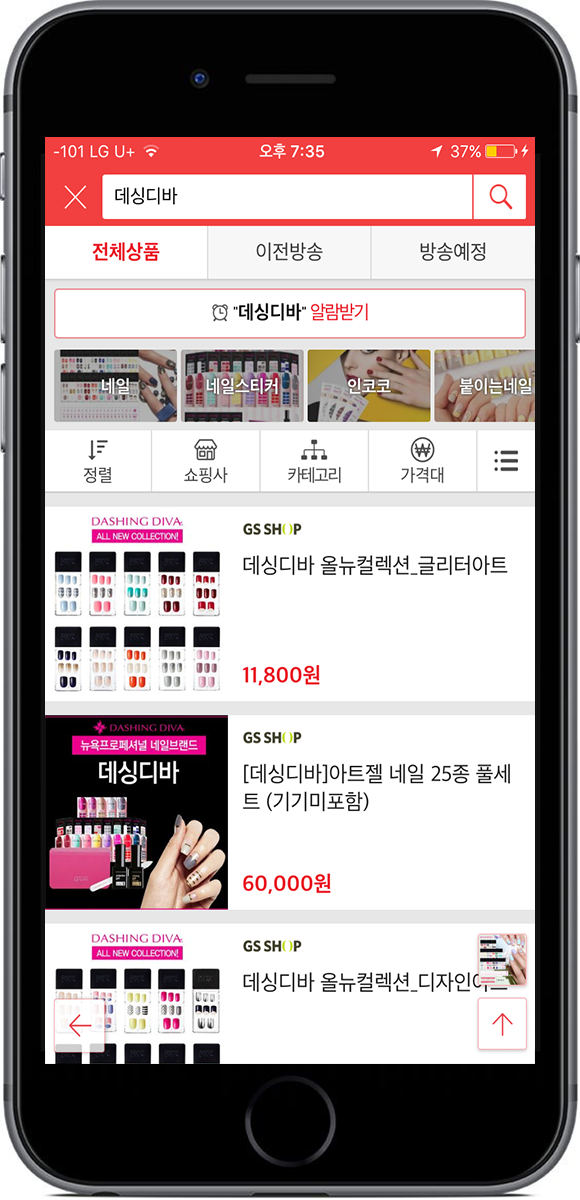 -101 LG U+ 오후 7:35 37%
데싱디바
전체상품 이전방송 방송예정
"데싱디바" 알람받기
네일 네일스티커 인코코 붙이는네일
정렬 쇼핑사 카테고리 가격대
DASHING DIVA
ALL NEW COLLECTION!
GS SHOP
데싱디바 올뉴컬렉션_글리터아트
11,800원
DASHING DIVA
뉴욕프로페셔널 네일브랜드
데싱디바
GS SHOP
[데싱디바]아트젤 네일 25종 풀세
트 (기기미포함)
60,000원
DASHING DIVA
ALL NEW COLLECTION!
GS SHOP
데싱디바 올뉴컬렉션_디자인아트